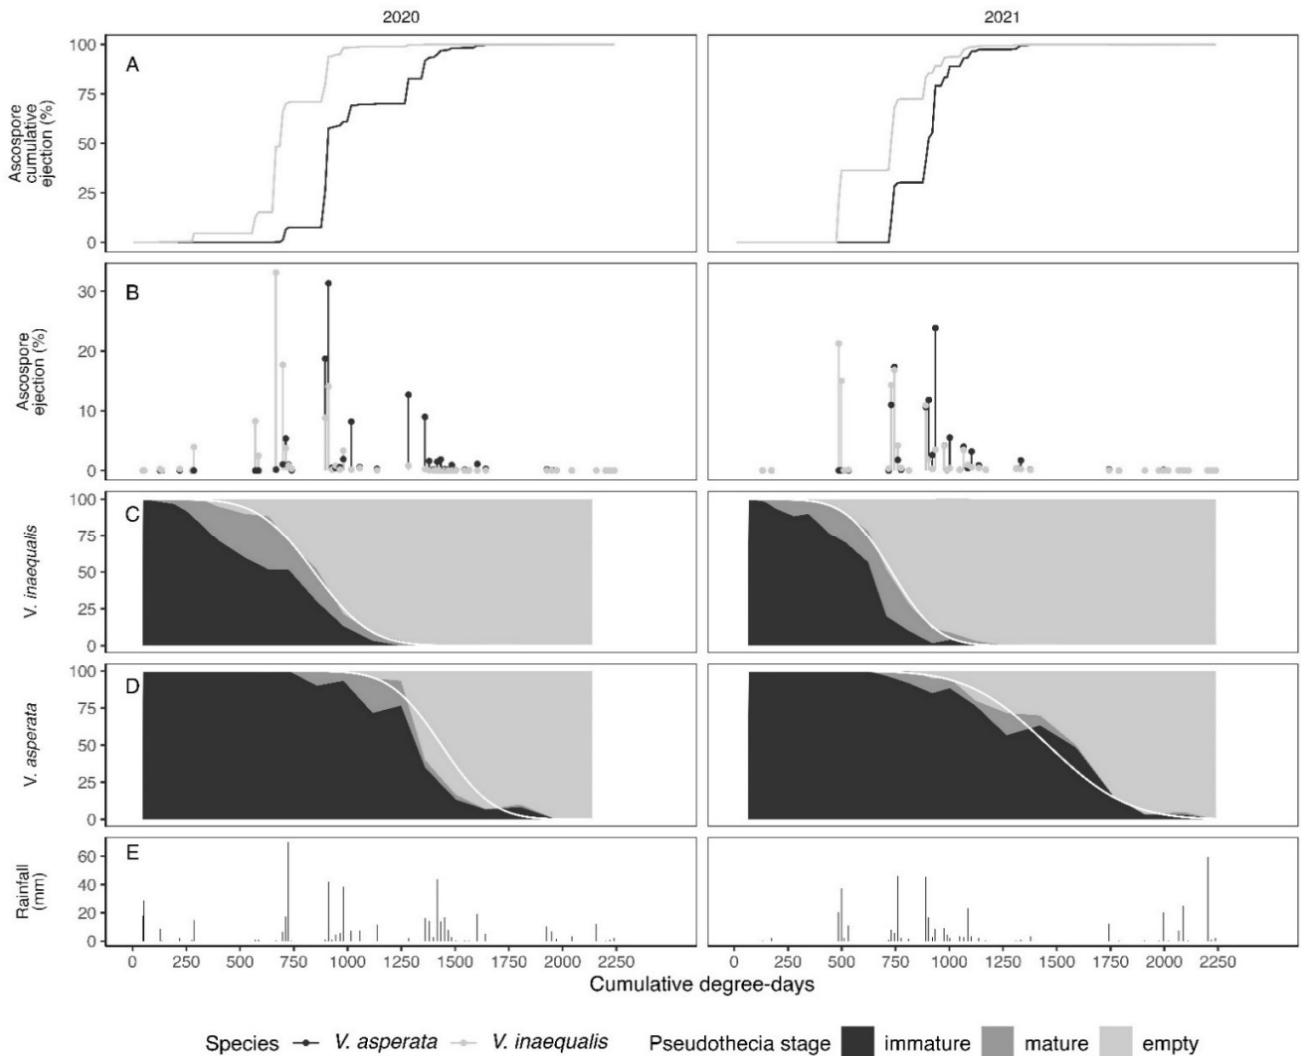 2020 2021
A
100
75
50
25
0
Ascospore
cumulative
ejection (%)
B
30
20
10
0
Ascospore
ejection (%)
C
100
75
50
25
0
V. inaequalis
D
100
75
50
25
0
V. asperata
E
60
40
20
0
Rainfall
(mm)
0 250 500 750 1000 1250 1500 1750 2000 2250 0 250 500 750 1000 1250 1500 1750 2000 2250
Cumulative degree-days
Species V. asperata V. inaequalis Pseudothecia stage immature mature empty